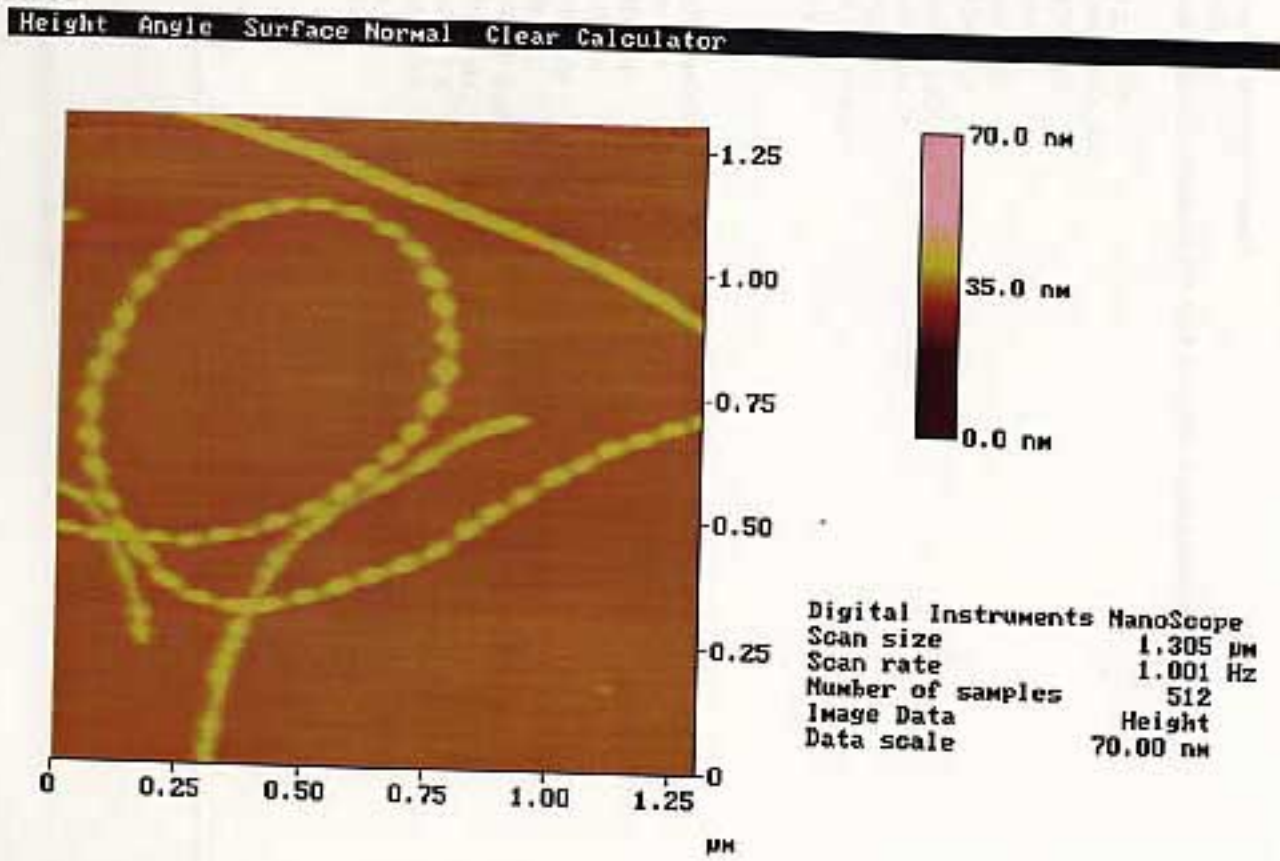 Height Angle Surface Normal Clear Calculator
70.0 nm
35.0 nm
0.0 nm
1.25
1.00
0.75
0.50
0.25
0
0 0.25 0.50 0.75 1.00 1.25
µm
Digital Instruments NanoScope
Scan size 1.305 µm
Scan rate 1.001 Hz
Number of samples 512
Image Data Height
Data scale 70.00 nm